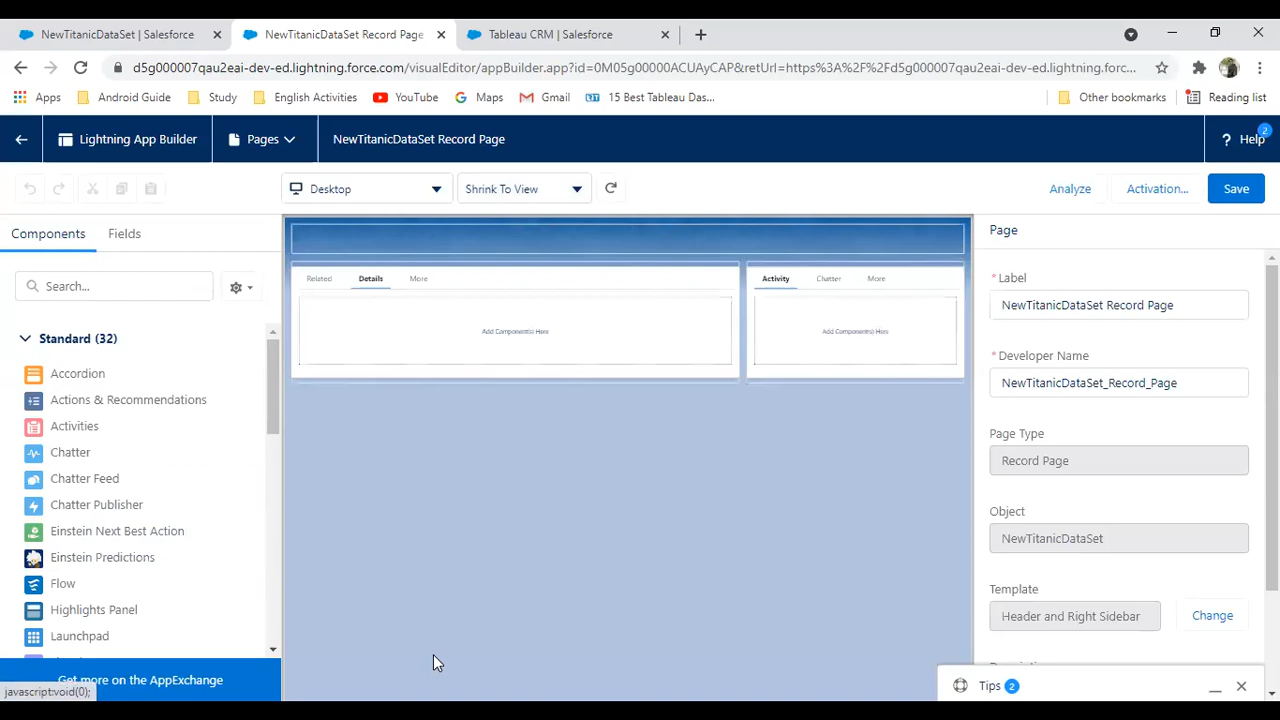 NewTitanicDataSet | Salesforce
NewTitanicDataSet Record Page
Tableau CRM | Salesforce
d5g000007qau2eai-dev-ed.lightning.force.com/visualEditor/appBuilder.app?id=0M05g00000ACUAyCAP&retUrl=https%3A%2F%2Fd5g000007qau2eai-dev-ed.lightning.forc...
Apps
Android Guide
Study
English Activities
YouTube
Maps
Gmail
15 Best Tableau Das...
Other bookmarks
Reading list
Lightning App Builder
Pages
NewTitanicDataSet Record Page
? Help
2
Desktop
Shrink To View
Analyze
Activation...
Save
Components
Fields
Search...
Standard (32)
Accordion
Actions & Recommendations
Activities
Chatter
Chatter Feed
Chatter Publisher
Einstein Next Best Action
Einstein Predictions
Flow
Highlights Panel
Launchpad
Get more on the AppExchange
javascript:void(0);
Related
Details
More
Add Component(s) Here
Activity
Chatter
More
Add Component(s) Here
Page
* Label
NewTitanicDataSet Record Page
* Developer Name
NewTitanicDataSet_Record_Page
Page Type
Record Page
Object
NewTitanicDataSet
Template
Header and Right Sidebar
Change
Tips 2